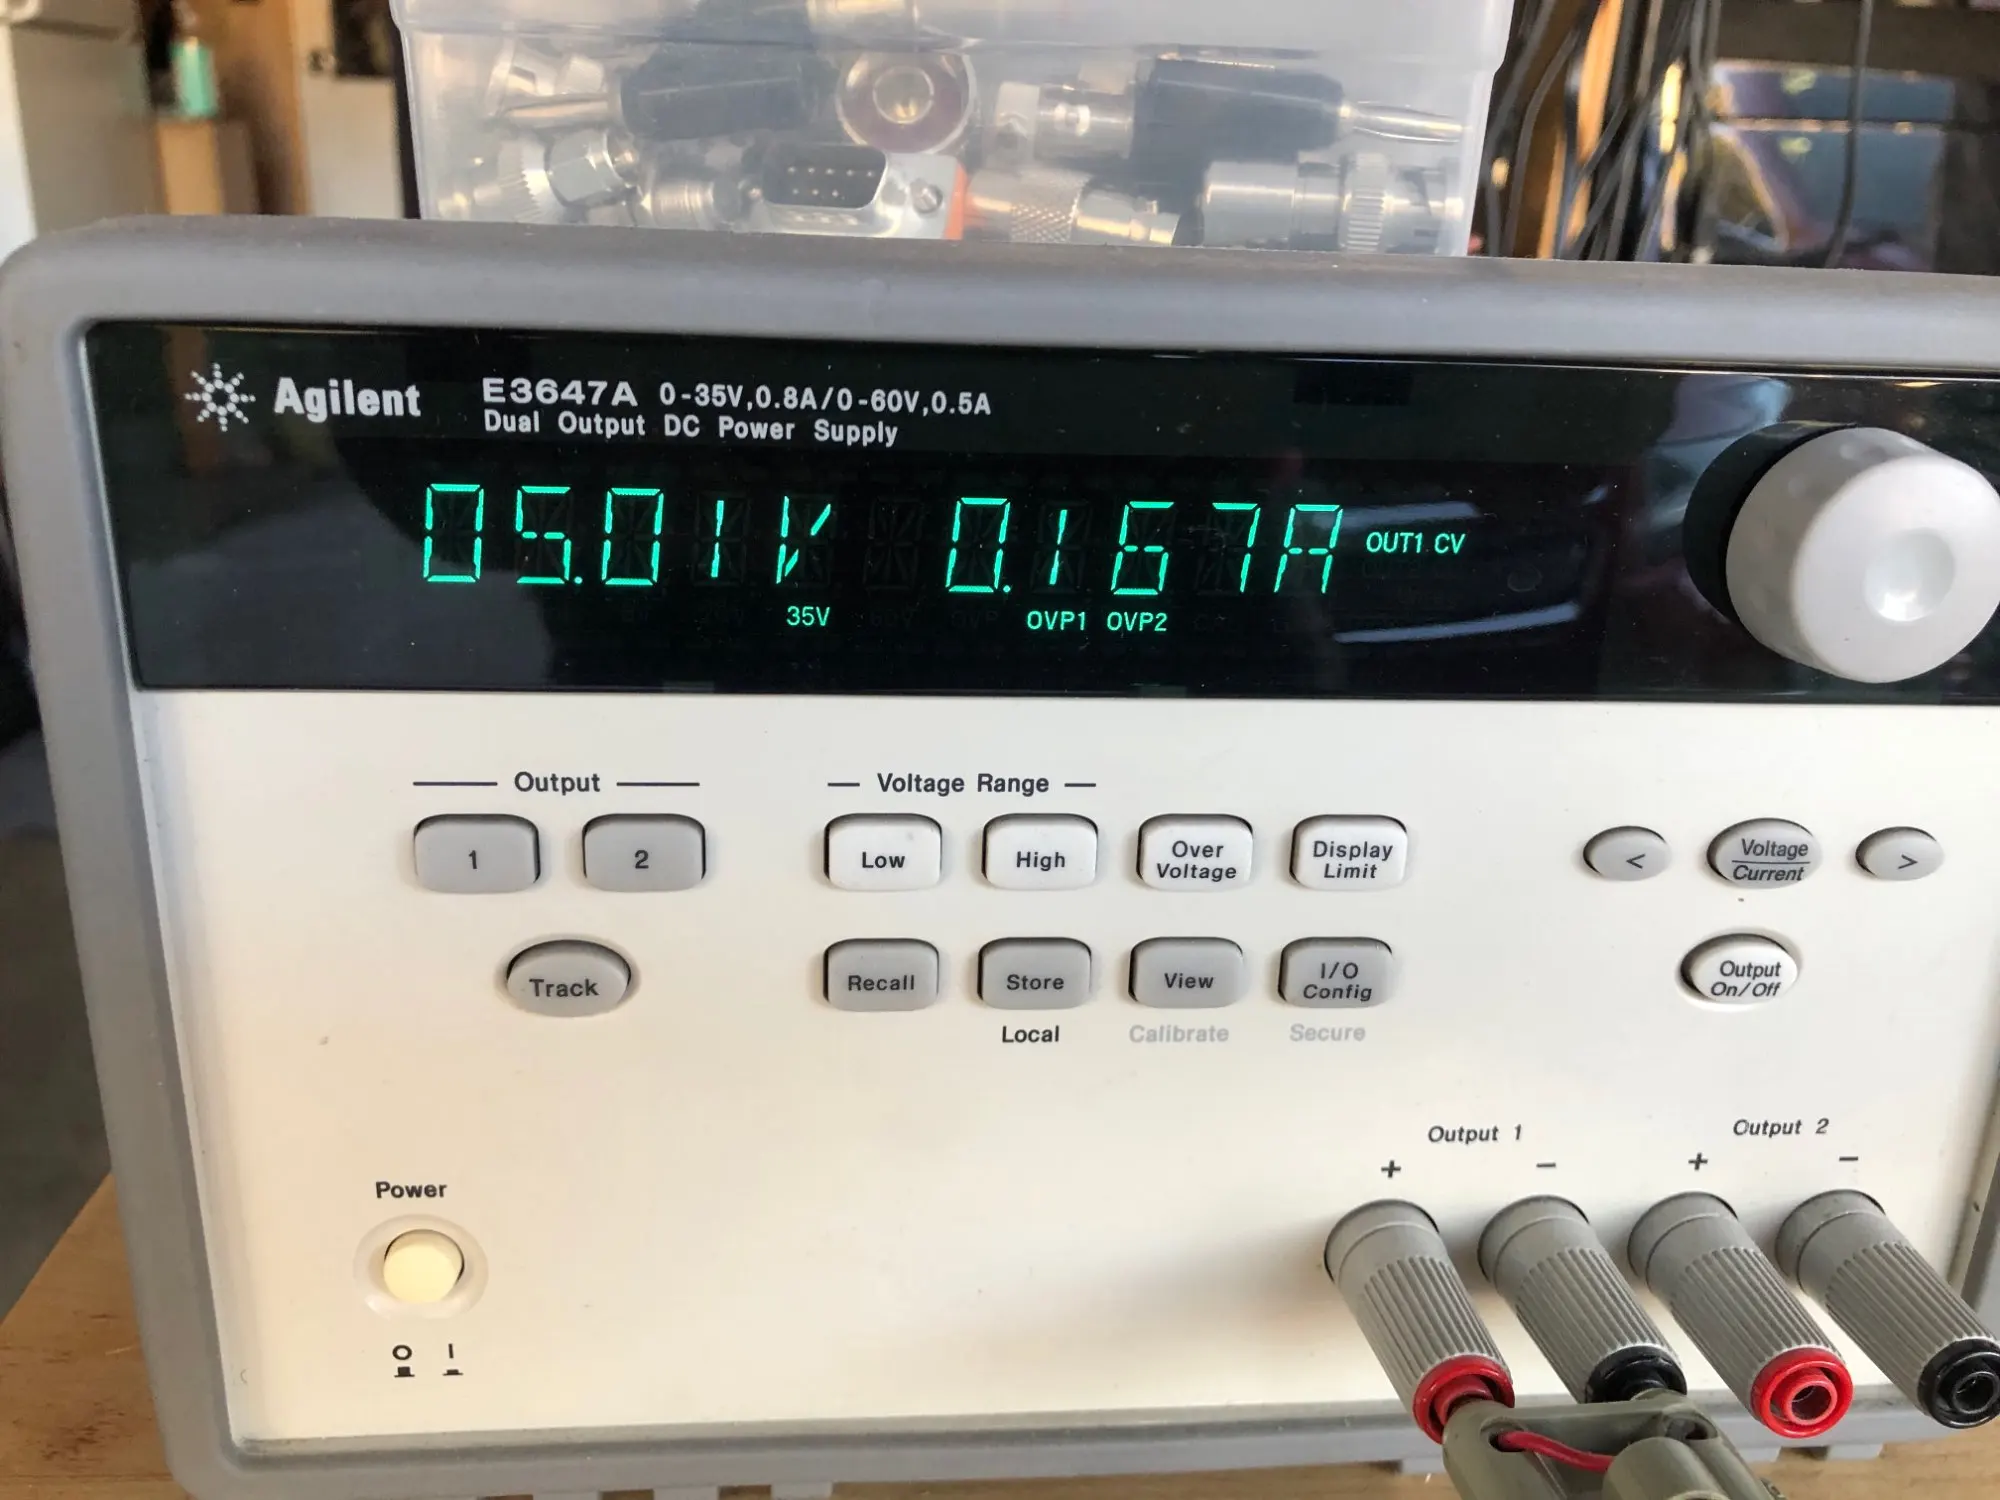 Agilent
E3647A 0-35V,0.8A/0-60V,0.5A
Dual Output DC Power Supply
05.01V 0.167A OUT1 CV
35V OVP1 OVP2
Output
Voltage Range
1 2 Low High Over Voltage Display Limit < Voltage Current >
Track Recall Store View I/O Config Output On/Off
Local Calibrate Secure
Output 1 Output 2
+ − + −
Power
O I